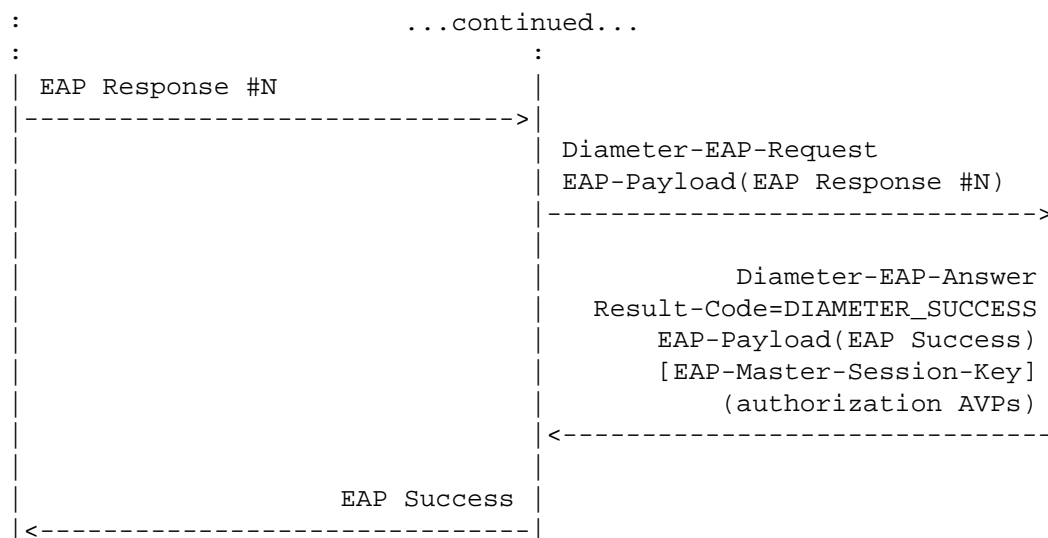 ...continued...
EAP Response #N
Diameter-EAP-Request
EAP-Payload(EAP Response #N)
Diameter-EAP-Answer
Result-Code=DIAMETER_SUCCESS
EAP-Payload(EAP Success)
[EAP-Master-Session-Key]
(authorization AVPs)
EAP Success